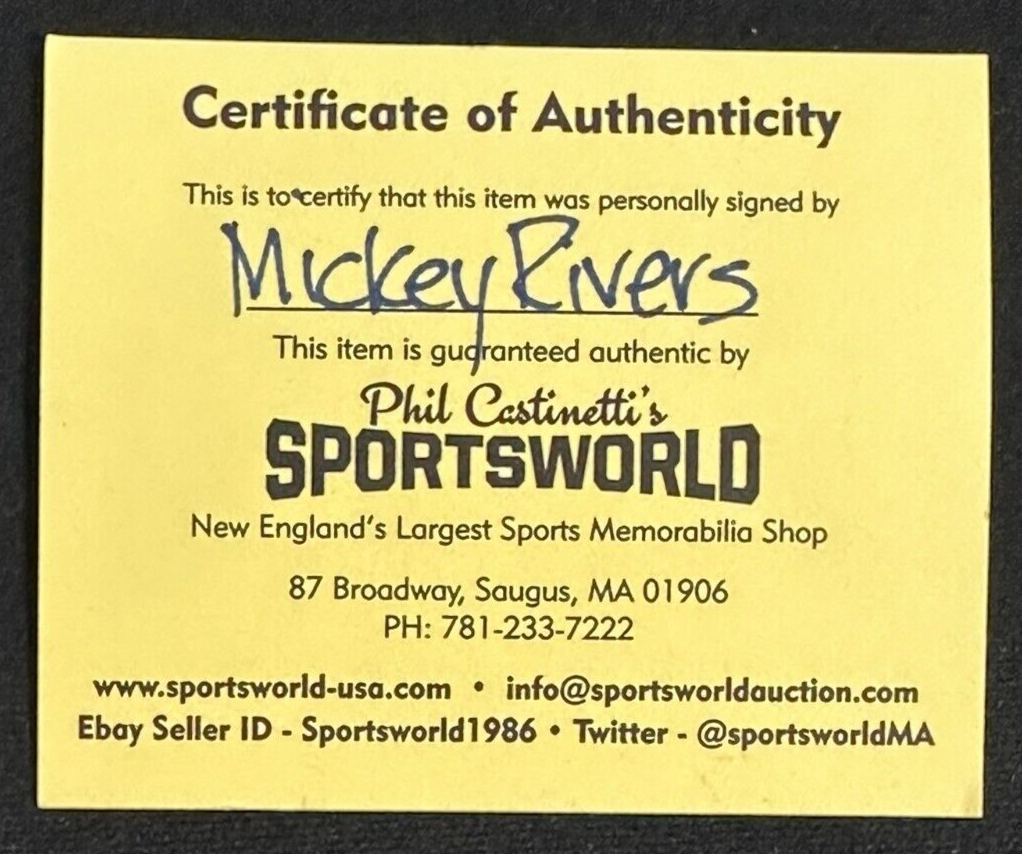 Certificate of Authenticity
This is to certify that this item was personally signed by
Mickey Rivers
This item is guaranteed authentic by
Phil Castinetti's
SPORTSWORLD
New England's Largest Sports Memorabilia Shop
87 Broadway, Saugus, MA 01906
PH: 781-233-7222
www.sportsworld-usa.com • info@sportsworldauction.com
Ebay Seller ID - Sportsworld1986 • Twitter - @sportsworldMA